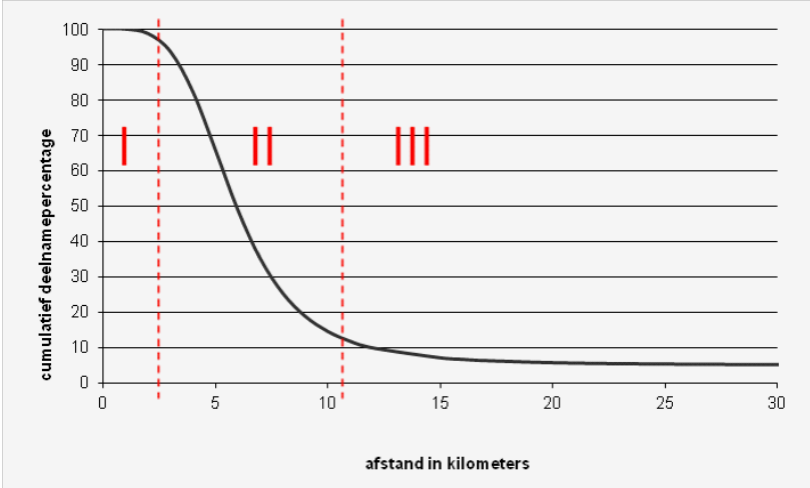 100
90
80
70
60
50
40
30
20
10
0
cumulatief deelnamepercentage
I
II
III
0 5 10 15 20 25 30
afstand in kilometers